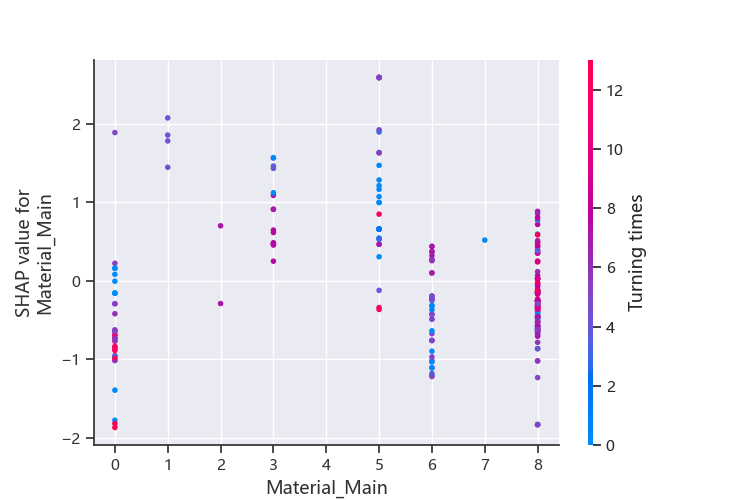 2
1
0
−1
−2
SHAP value for
Material_Main
0 1 2 3 4 5 6 7 8
Material_Main
12
10
8
6
4
2
0
Turning times